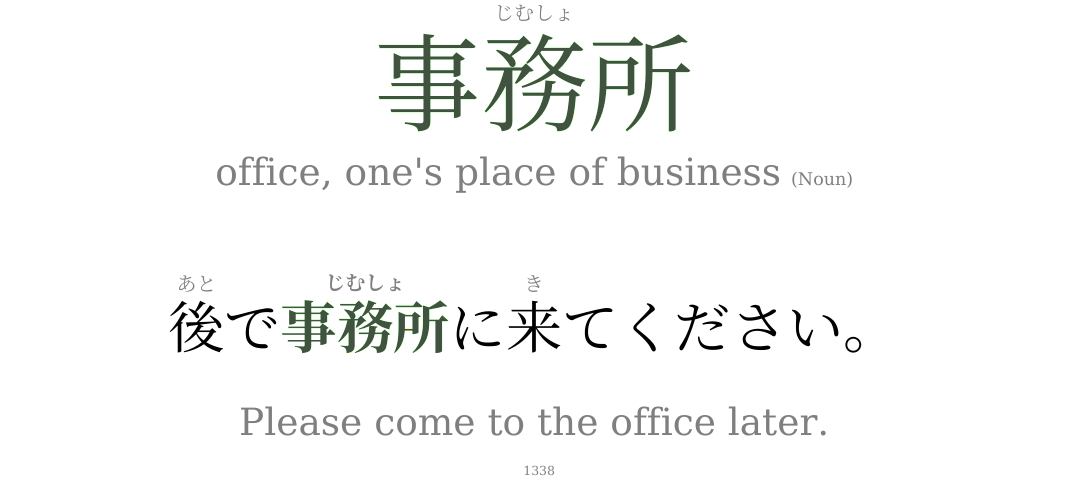 じむしょ
事務所
office, one's place of business (Noun)
あと じむしょ き
後で事務所に来てください。
Please come to the office later.
1338